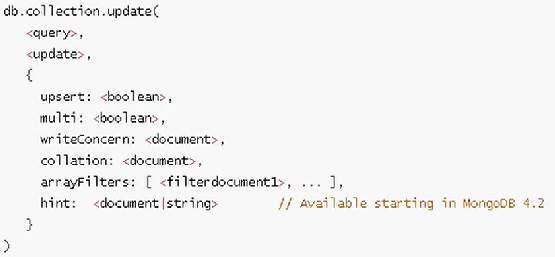 db.collection.update(
<query>,
<update>,
{
upsert: <boolean>,
multi: <boolean>,
writeConcern: <document>,
collation: <document>,
arrayFilters: [ <filterdocument1>, ... ],
hint: <document|string> // Available starting in MongoDB 4.2
}
)